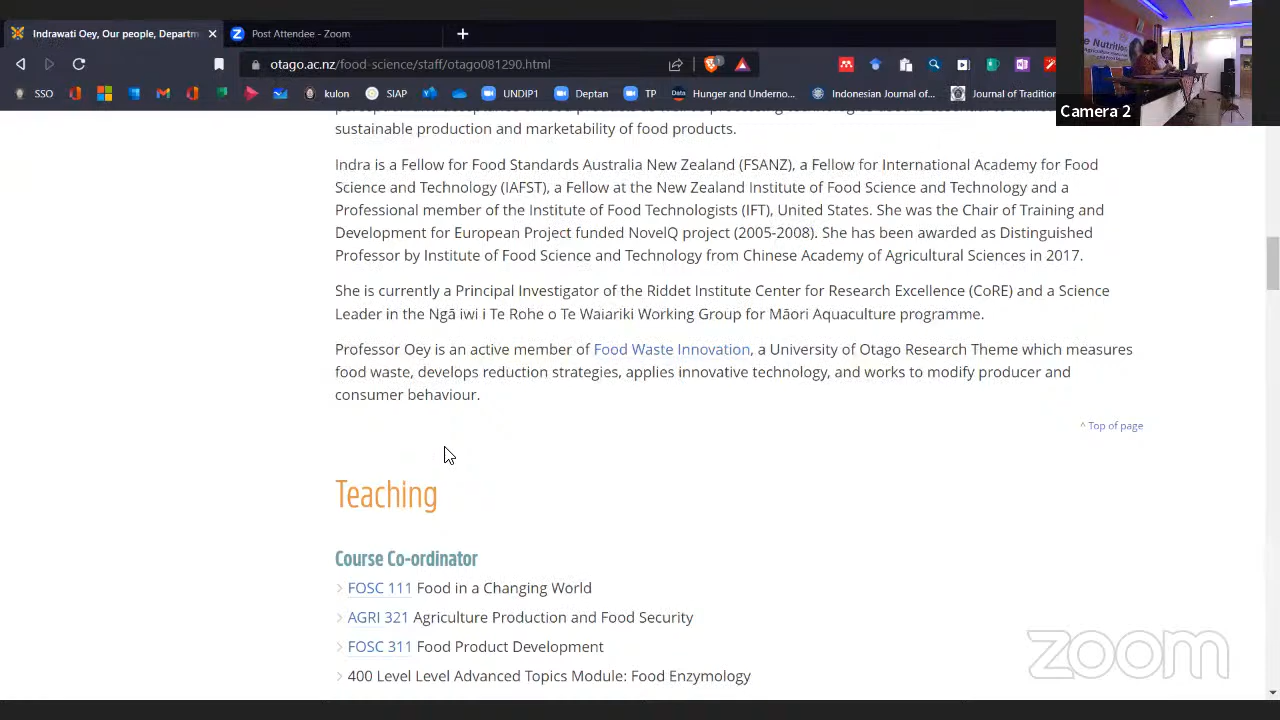 Indrawati Oey, Our people, Departm
Post Attendee - Zoom
otago.ac.nz/food-science/staff/otago081290.html
SSO
kulon
SIAP
UNDIP1
Deptan
TP
Hunger and Underno...
Indonesian Journal of...
Journal of Tradition
e Nutrition
Camera 2
sustainable production and marketability of food products.
Indra is a Fellow for Food Standards Australia New Zealand (FSANZ), a Fellow for International Academy for Food
Science and Technology (IAFST), a Fellow at the New Zealand Institute of Food Science and Technology and a
Professional member of the Institute of Food Technologists (IFT), United States. She was the Chair of Training and
Development for European Project funded NovelQ project (2005-2008). She has been awarded as Distinguished
Professor by Institute of Food Science and Technology from Chinese Academy of Agricultural Sciences in 2017.
She is currently a Principal Investigator of the Riddet Institute Center for Research Excellence (CoRE) and a Science
Leader in the Ngā iwi i Te Rohe o Te Waiariki Working Group for Māori Aquaculture programme.
Professor Oey is an active member of Food Waste Innovation, a University of Otago Research Theme which measures
food waste, develops reduction strategies, applies innovative technology, and works to modify producer and
consumer behaviour.
^ Top of page
Teaching
Course Co-ordinator
FOSC 111 Food in a Changing World
AGRI 321 Agriculture Production and Food Security
FOSC 311 Food Product Development
400 Level Level Advanced Topics Module: Food Enzymology
zoom